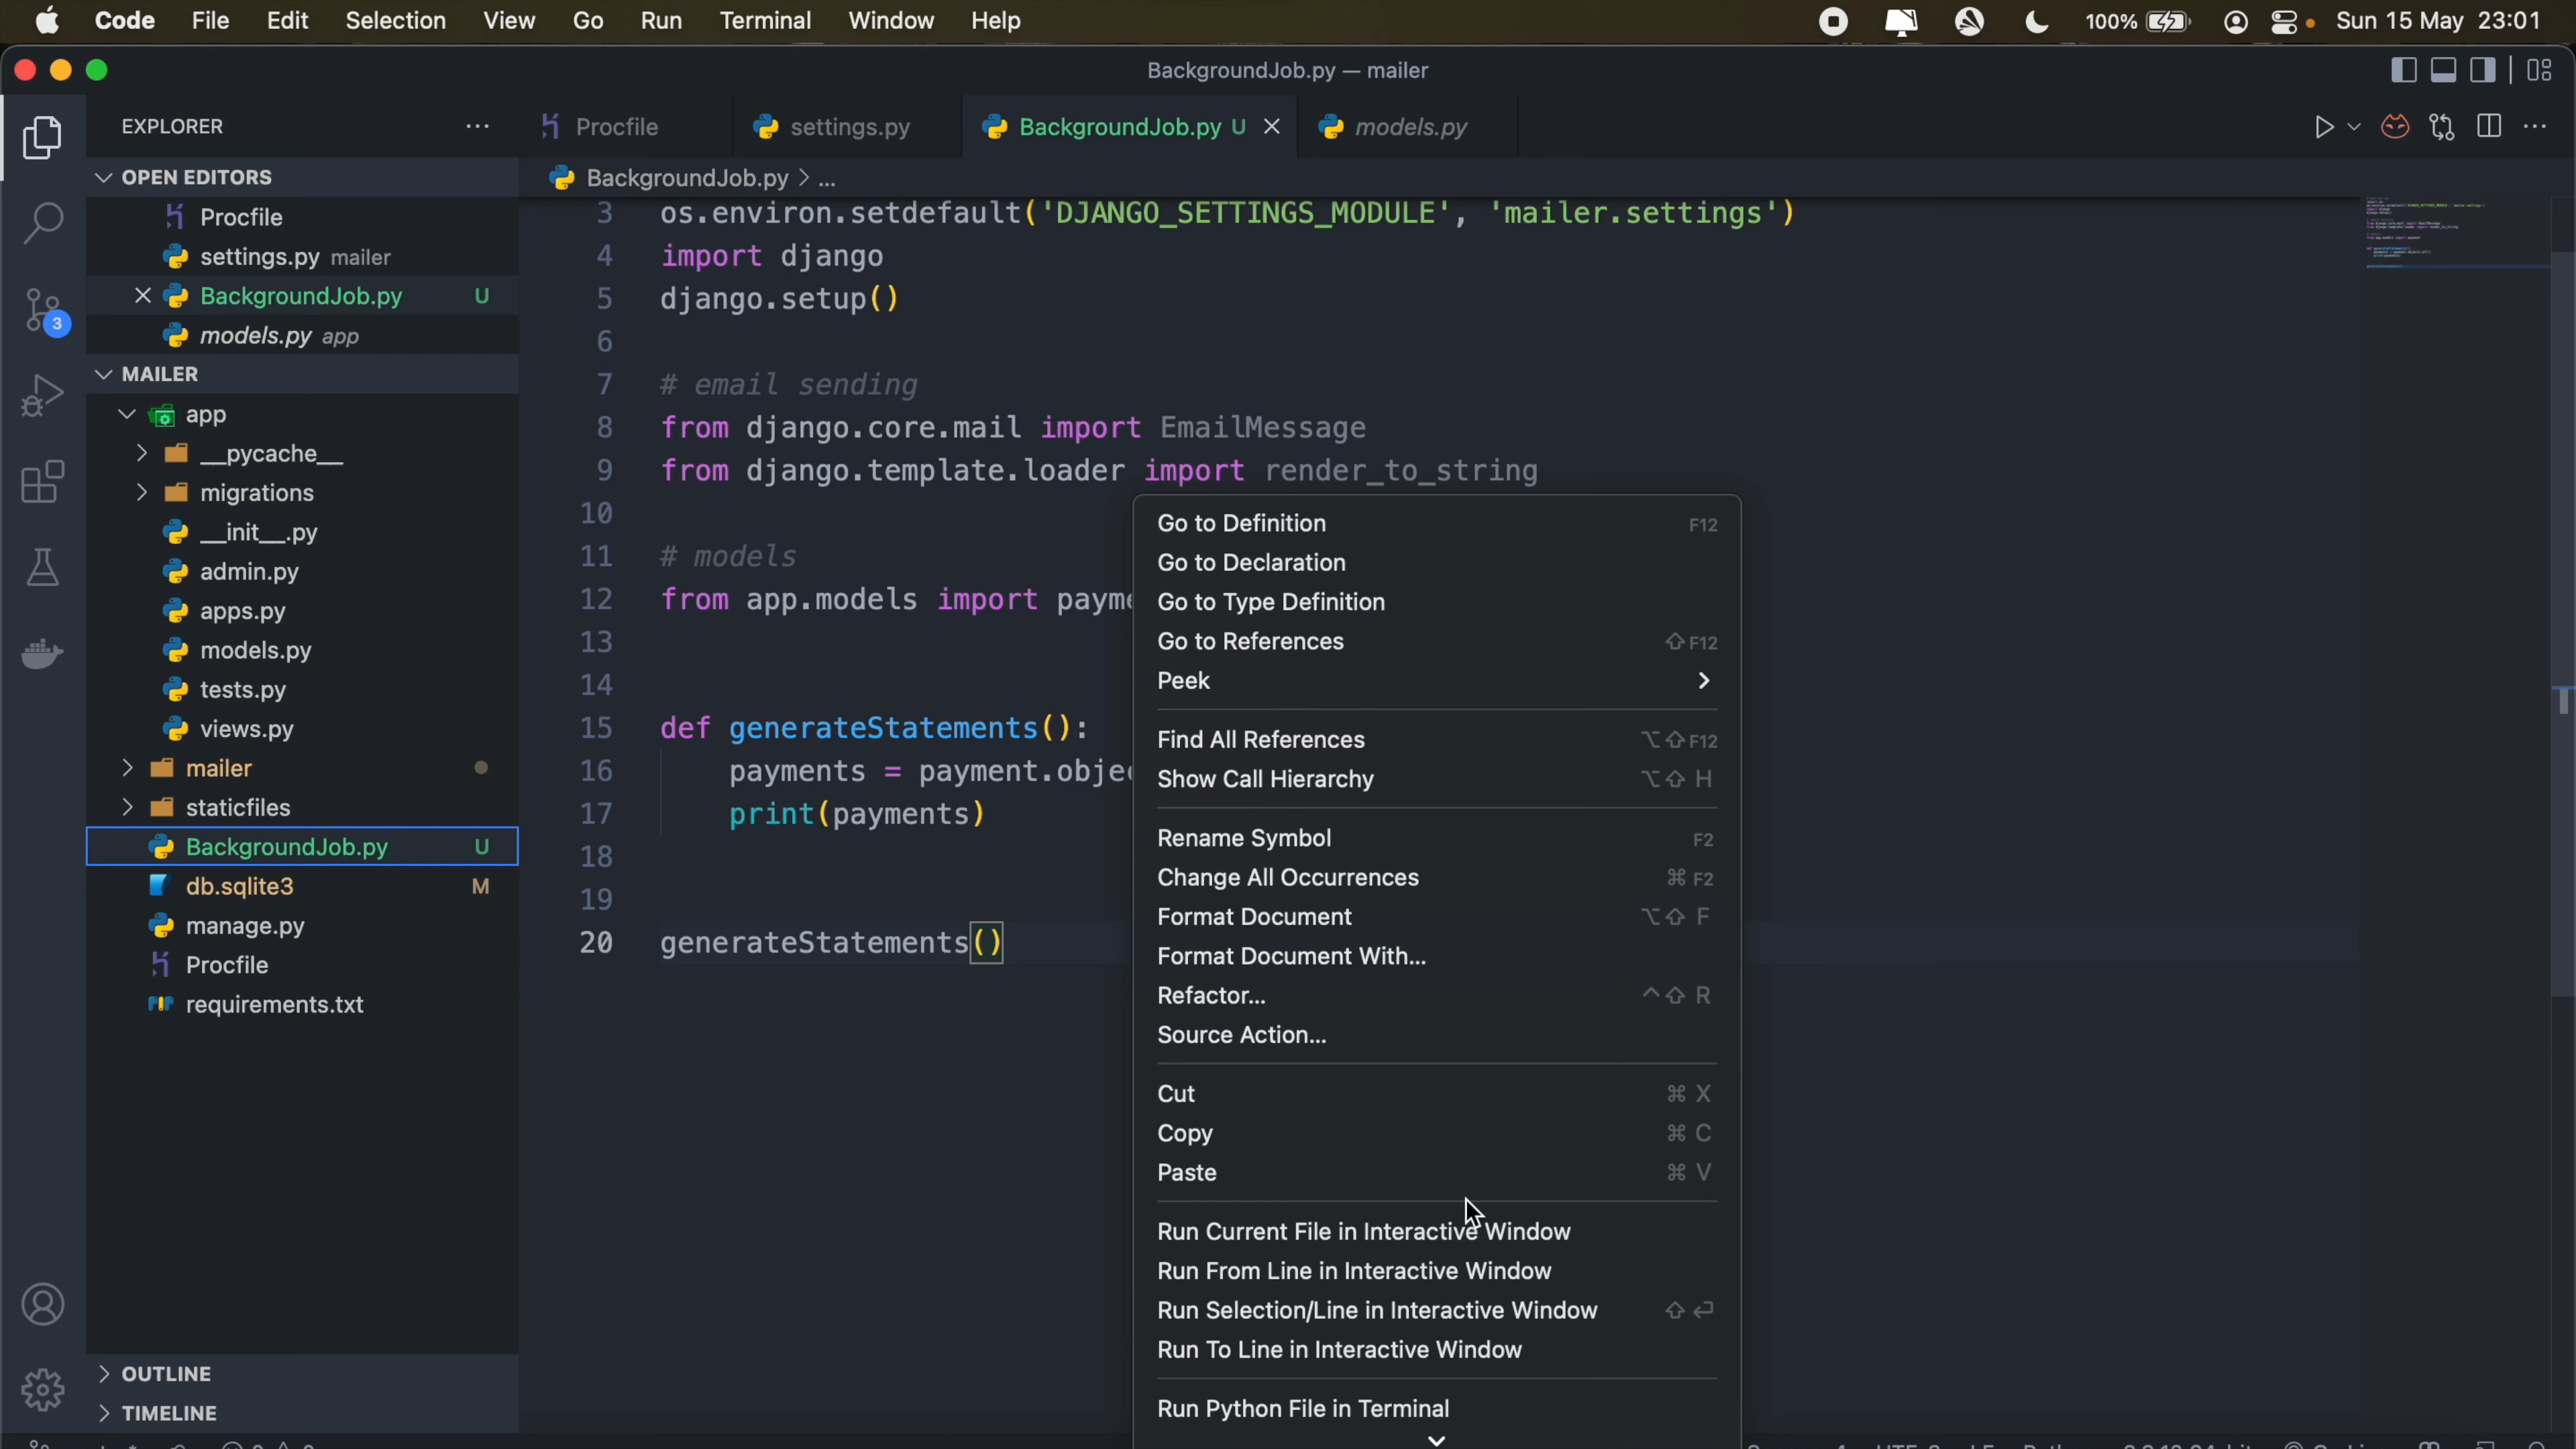 Code File Edit Selection View Go Run Terminal Window Help 100% Sun 15 May 23:01
BackgroundJob.py — mailer
EXPLORER
OPEN EDITORS
Procfile
settings.py mailer
BackgroundJob.py U
models.py app
MAILER
app
__pycache__
migrations
__init__.py
admin.py
apps.py
models.py
tests.py
views.py
mailer
staticfiles
BackgroundJob.py U
db.sqlite3 M
manage.py
Procfile
requirements.txt
OUTLINE
TIMELINE
3
Procfile settings.py BackgroundJob.py U models.py
BackgroundJob.py > ...
3 os.environ.setdefault('DJANGO_SETTINGS_MODULE', 'mailer.settings')
4 import django
5 django.setup()
6
7 # email sending
8 from django.core.mail import EmailMessage
9 from django.template.loader import render_to_string
10
11 # models
12 from app.models import payme
13
14
15 def generateStatements():
16 payments = payment.objec
17 print(payments)
18
19
20 generateStatements()
Go to Definition F12
Go to Declaration
Go to Type Definition
Go to References ⇧F12
Peek >
Find All References ⌥⇧F12
Show Call Hierarchy ⌥⇧ H
Rename Symbol F2
Change All Occurrences ⌘ F2
Format Document ⌥⇧ F
Format Document With...
Refactor... ^⇧ R
Source Action...
Cut ⌘ X
Copy ⌘ C
Paste ⌘ V
Run Current File in Interactive Window
Run From Line in Interactive Window
Run Selection/Line in Interactive Window ⇧⏎
Run To Line in Interactive Window
Run Python File in Terminal